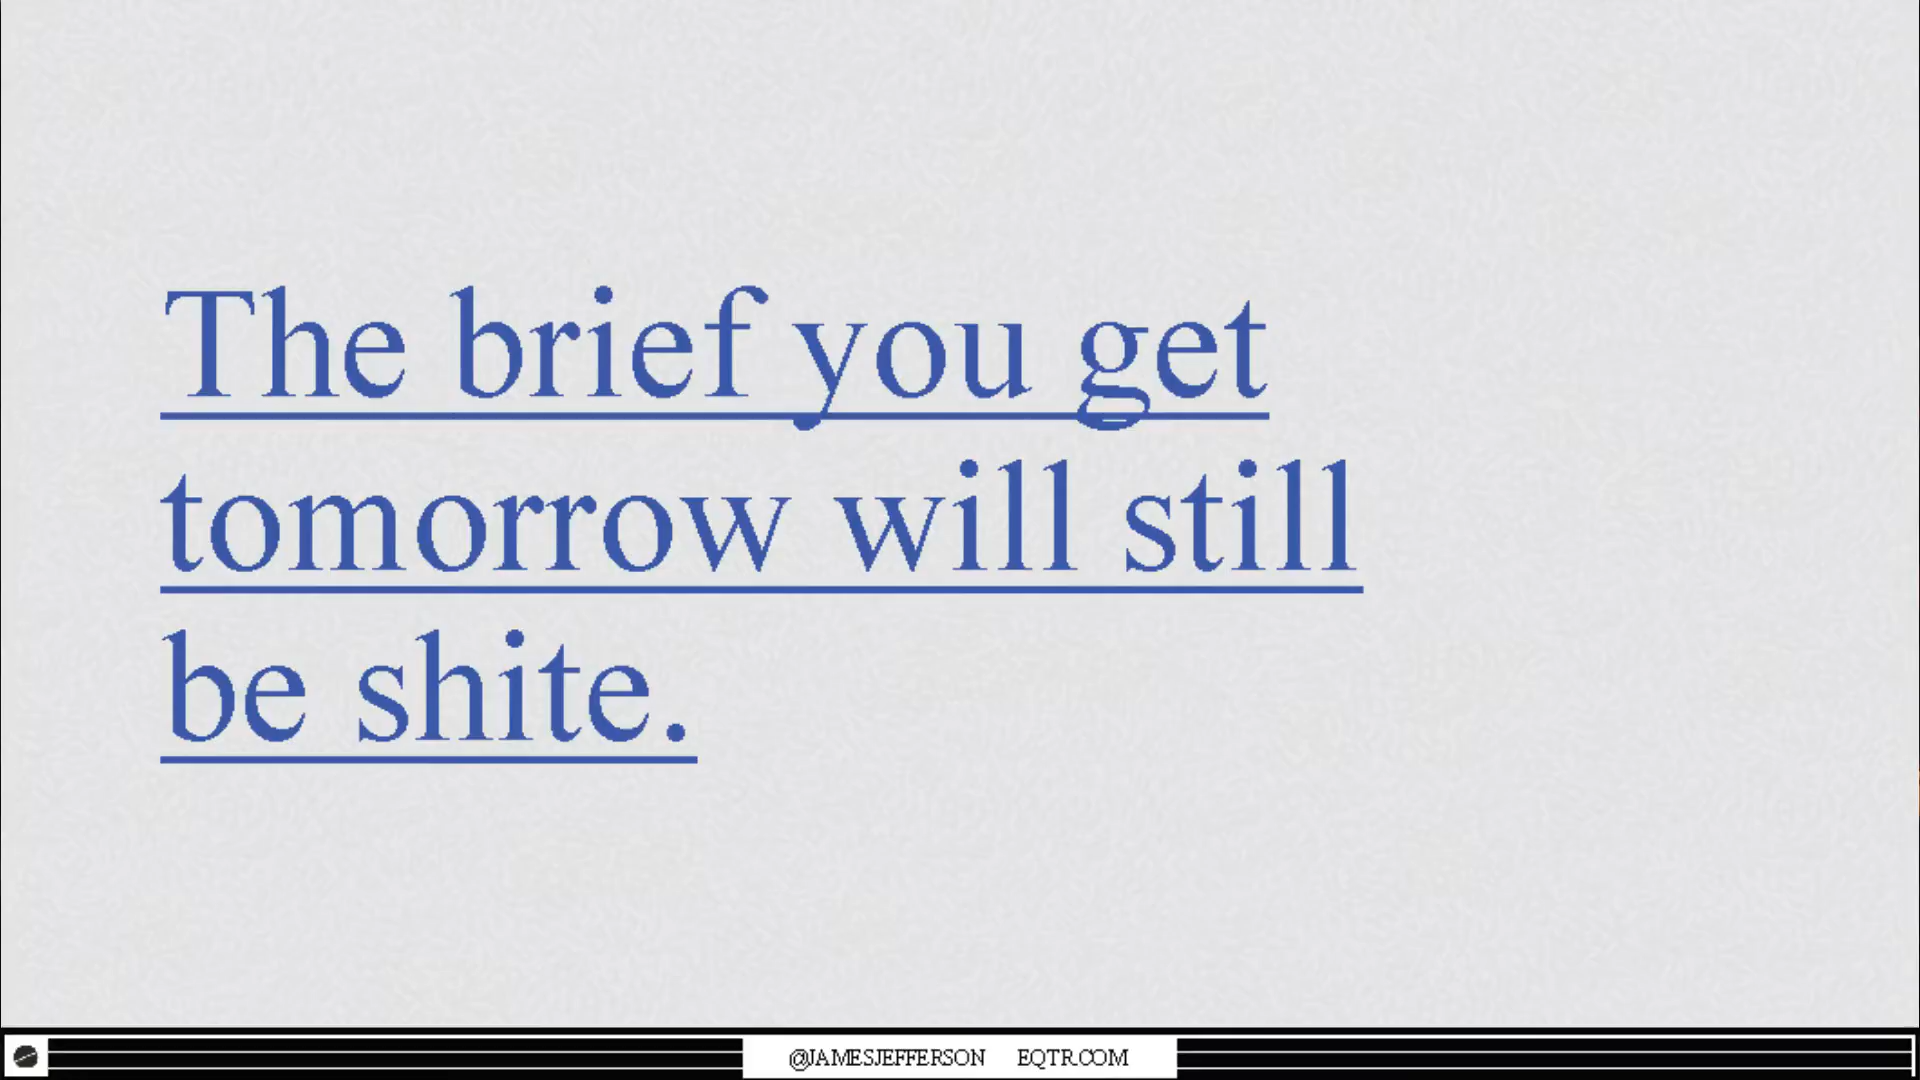 The brief you get
tomorrow will still
be shite.
@JAMESJEFFERSON EQTR.COM